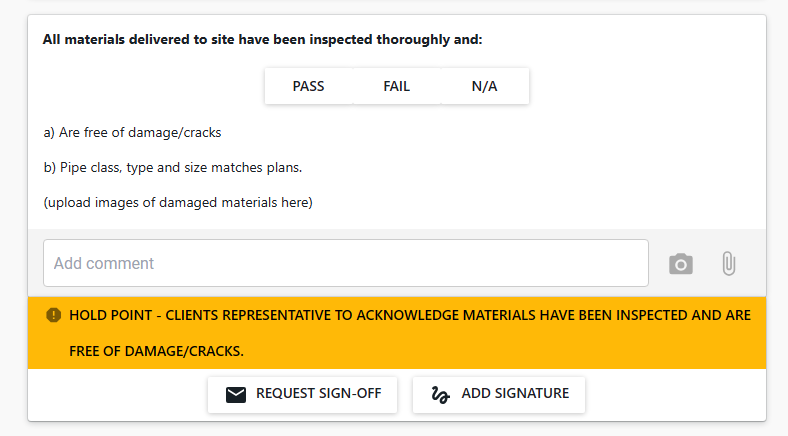 All materials delivered to site have been inspected thoroughly and:
PASS FAIL N/A
a) Are free of damage/cracks
b) Pipe class, type and size matches plans.
(upload images of damaged materials here)
Add comment
HOLD POINT - CLIENTS REPRESENTATIVE TO ACKNOWLEDGE MATERIALS HAVE BEEN INSPECTED AND ARE
FREE OF DAMAGE/CRACKS.
REQUEST SIGN-OFF ADD SIGNATURE